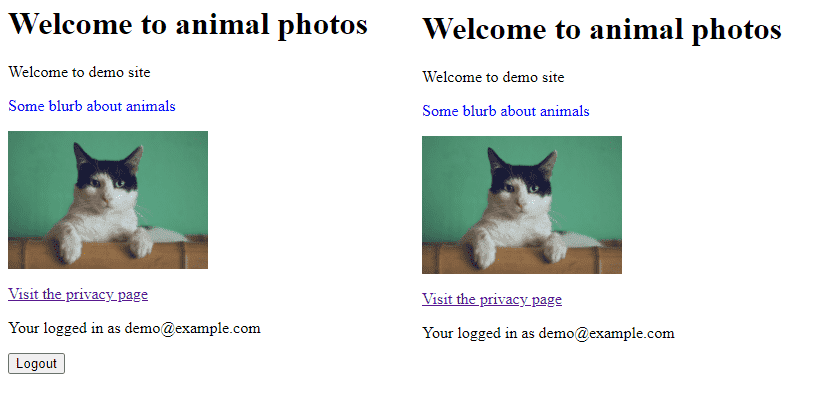 Welcome to animal photos
Welcome to demo site
Some blurb about animals
Visit the privacy page
Your logged in as demo@example.com
Logout
Welcome to animal photos
Welcome to demo site
Some blurb about animals
Visit the privacy page
Your logged in as demo@example.com